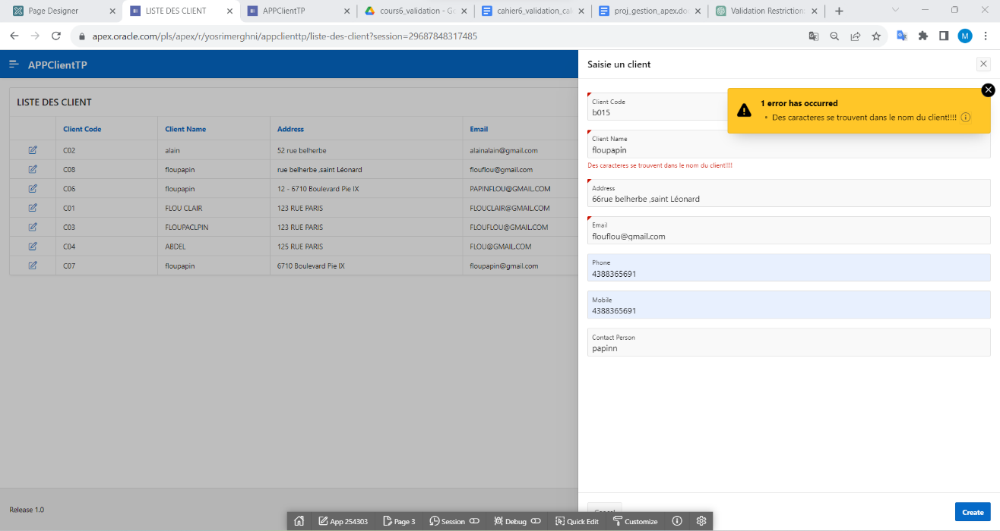 Page Designer
LISTE DES CLIENT
APPClientTP
cours6_validation - Go
cahier6_validation_cal
proj_gestion_apex.do
Validation Restriction
apex.oracle.com/pls/apex/r/yosrimerghni/appclienttp/liste-des-client?session=29687848317485
M
APPClientTP
LISTE DES CLIENT
Client Code Client Name Address Email
C02 alain 52 rue belherbe alainalain@gmail.com
C08 floupapin rue belherbe ,saint Léonard flouflou@gmail.com
C06 floupapin 12 - 6710 Boulevard Pie IX PAPINFLOU@GMAIL.COM
C01 FLOU CLAIR 123 RUE PARIS FLOUCLAIR@GMAIL.COM
C03 FLOUPACLPIN 123 RUE PARIS FLOUFLOU@GMAIL.COM
C04 ABDEL 125 RUE PARIS FLOU@GMAIL.COM
C07 floupapin 6710 Boulevard Pie IX floupapin@gmail.com
Release 1.0
Saisie un client
1 error has occurred
• Des caracteres se trouvent dans le nom du client!!!!
Client Code
b015
Client Name
floupapin
Des caracteres se trouvent dans le nom du client!!!!
Address
66rue belherbe ,saint Léonard
Email
flouflou@gmail.com
Phone
4388365691
Mobile
4388365691
Contact Person
papinn
Cancel
Create
App 254303 Page 3 Session Debug Quick Edit Customize